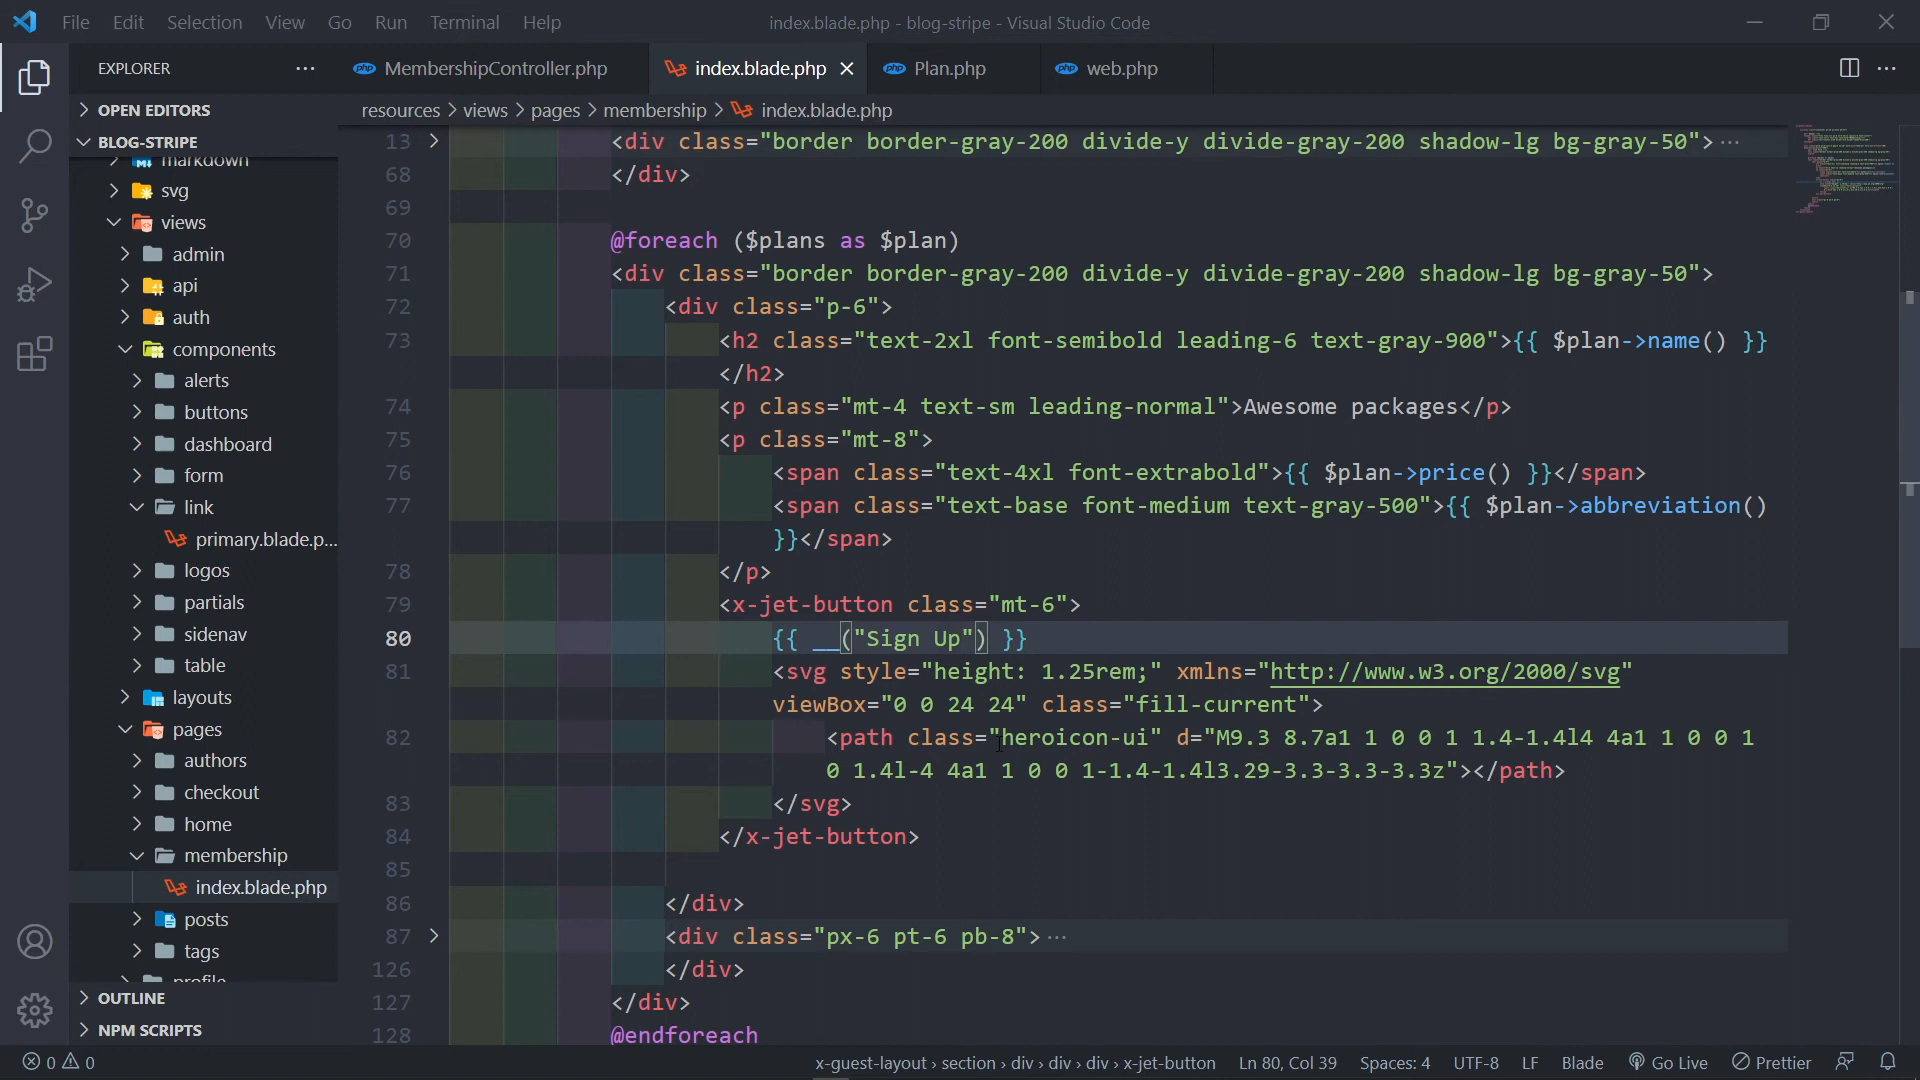 File Edit Selection View Go Run Terminal Help
index.blade.php - blog-stripe - Visual Studio Code
EXPLORER
MembershipController.php
index.blade.php
Plan.php
web.php
OPEN EDITORS
BLOG-STRIPE
resources > views > pages > membership > index.blade.php
markdown
svg
views
admin
api
auth
components
alerts
buttons
dashboard
form
link
primary.blade.p...
logos
partials
sidenav
table
layouts
pages
authors
checkout
home
membership
index.blade.php
posts
tags
profile
OUTLINE
NPM SCRIPTS
13 <div class="border border-gray-200 divide-y divide-gray-200 shadow-lg bg-gray-50">...
68 </div>
69
70 @foreach ($plans as $plan)
71 <div class="border border-gray-200 divide-y divide-gray-200 shadow-lg bg-gray-50">
72 <div class="p-6">
73 <h2 class="text-2xl font-semibold leading-6 text-gray-900">{{ $plan->name() }}
</h2>
74 <p class="mt-4 text-sm leading-normal">Awesome packages</p>
75 <p class="mt-8">
76 <span class="text-4xl font-extrabold">{{ $plan->price() }}</span>
77 <span class="text-base font-medium text-gray-500">{{ $plan->abbreviation()
}}</span>
78 </p>
79 <x-jet-button class="mt-6">
80 {{ __("Sign Up") }}
81 <svg style="height: 1.25rem;" xmlns="http://www.w3.org/2000/svg"
viewBox="0 0 24 24" class="fill-current">
82 <path class="heroicon-ui" d="M9.3 8.7a1 1 0 0 1 1.4-1.4l4 4a1 1 0 0 1
0 1.4l-4 4a1 1 0 0 1-1.4-1.4l3.29-3.3-3.3-3.3z"></path>
83 </svg>
84 </x-jet-button>
85
86 </div>
87 <div class="px-6 pt-6 pb-8">...
126 </div>
127 </div>
128 @endforeach
0 0
x-guest-layout > section > div > div > div > x-jet-button
Ln 80, Col 39
Spaces: 4
UTF-8
LF
Blade
Go Live
Prettier